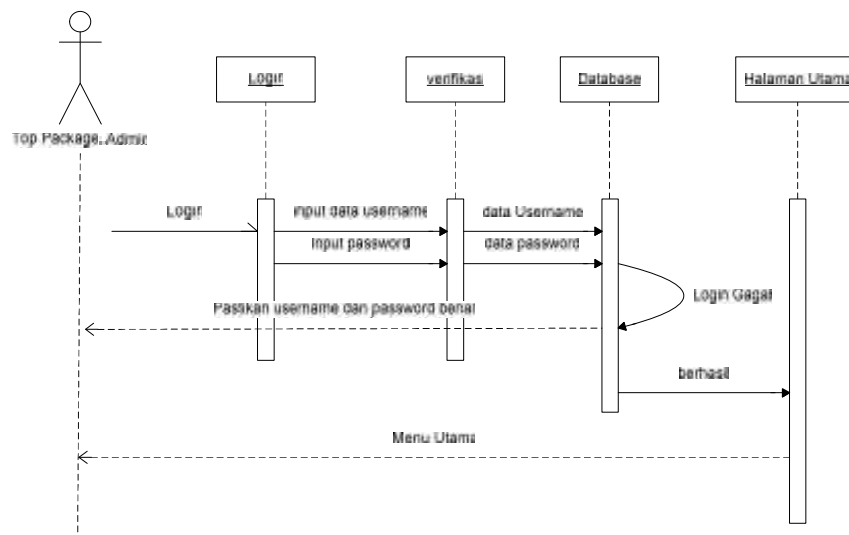 Login
verifikasi
Database
Halaman Utama
Top Package::Admin
Login
input data username
data Username
input password
data password
Login Gagal
Pastikan username dan password benar
berhasil
Menu Utama